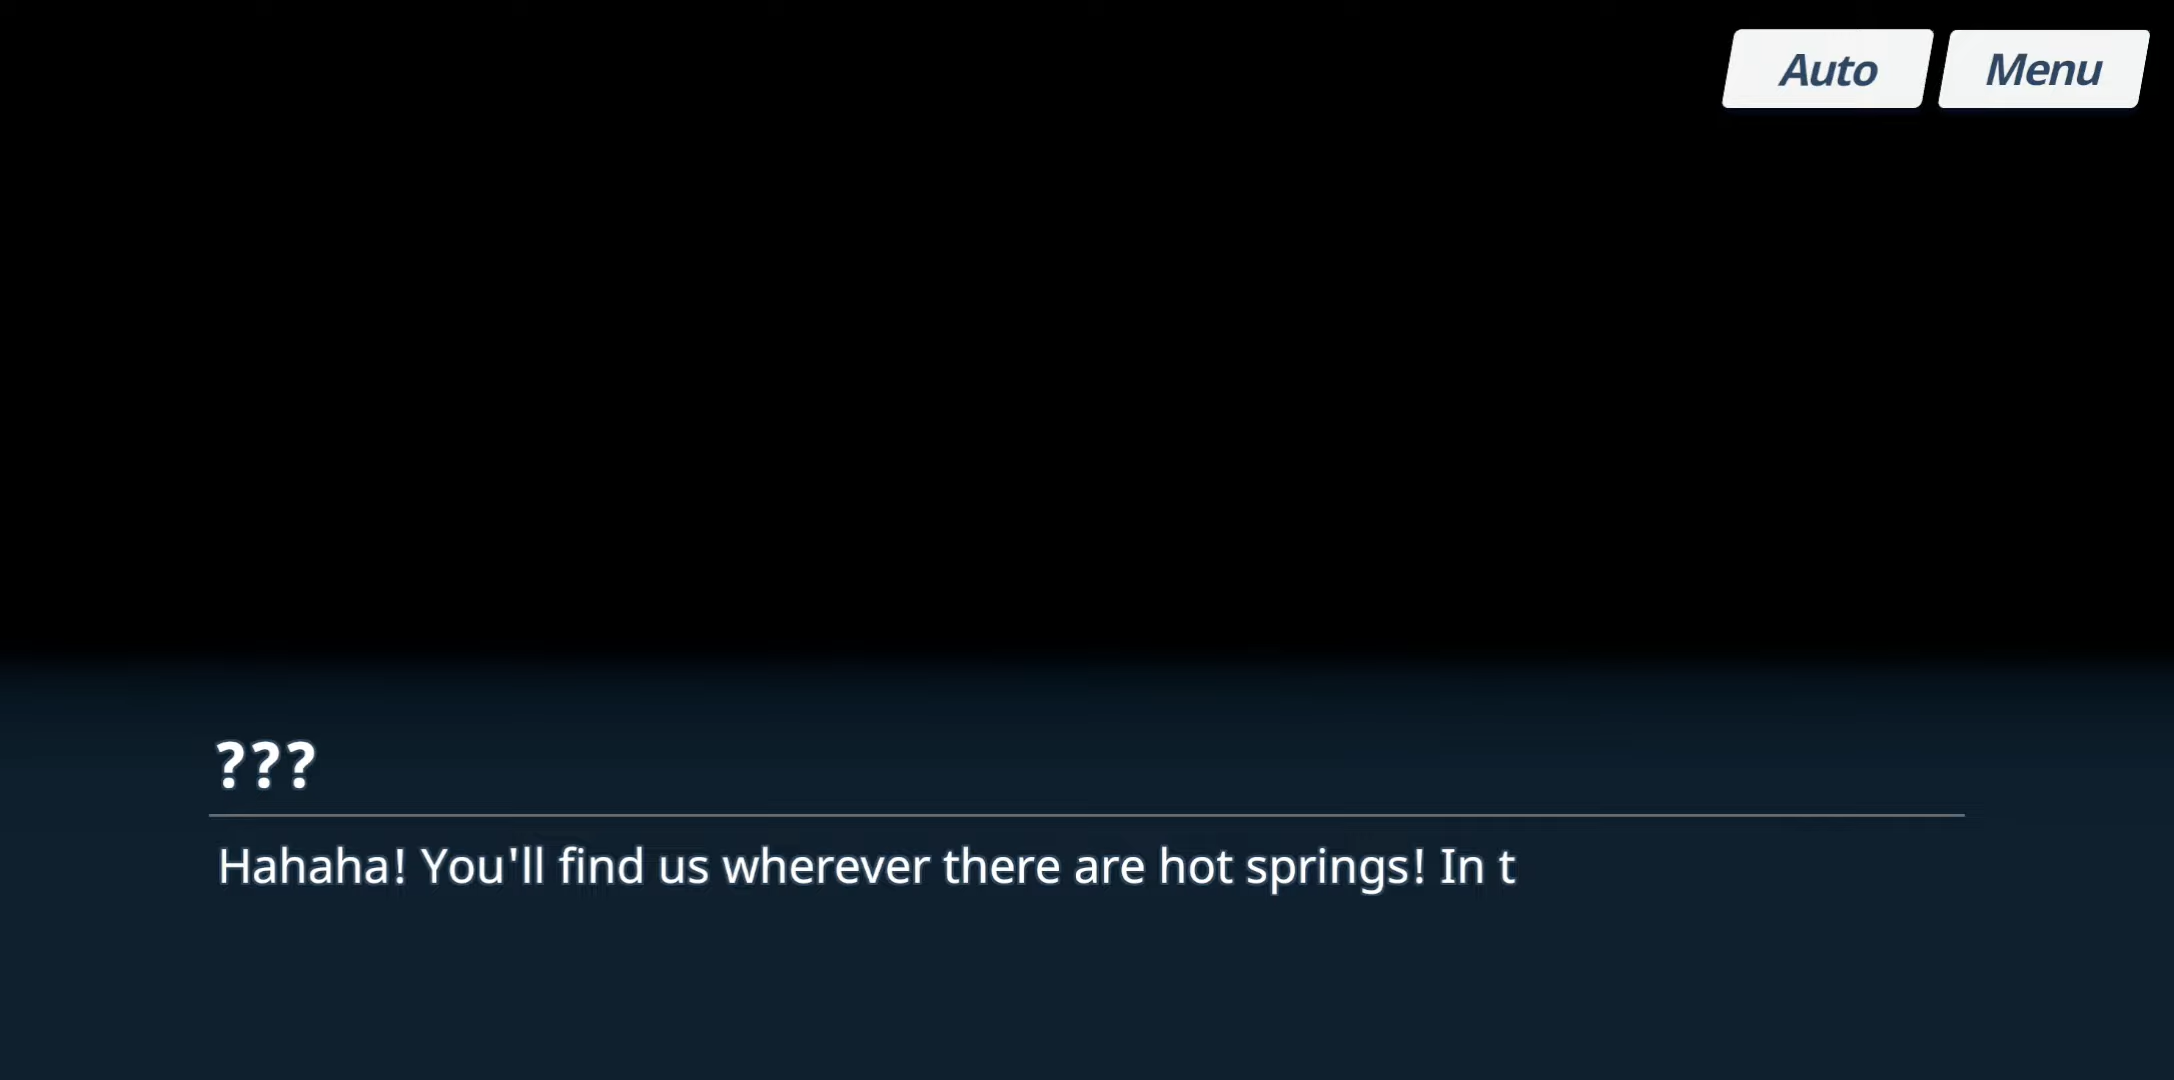 Auto Menu
???
Hahaha! You'll find us wherever there are hot springs! In t